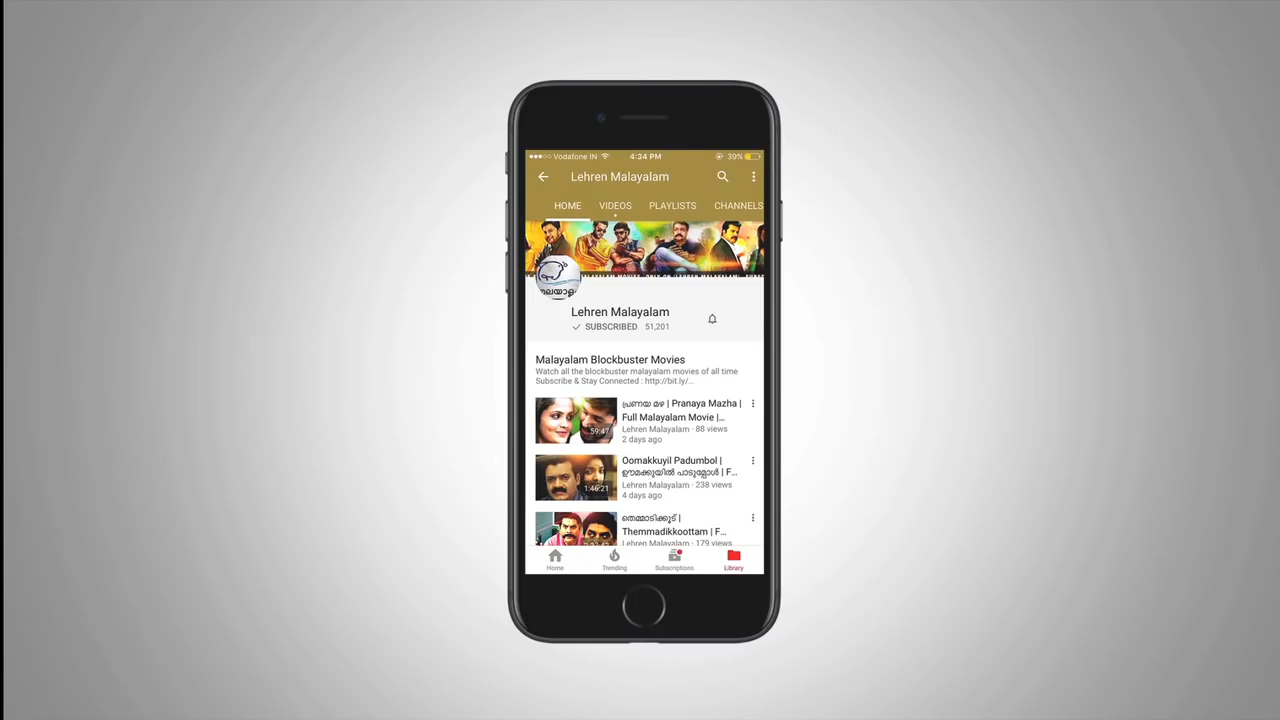 Vodafone IN
4:34 PM
39%
Lehren Malayalam
HOME VIDEOS PLAYLISTS CHANNELS
Lehren Malayalam
SUBSCRIBED 51,201
Malayalam Blockbuster Movies
Watch all the blockbuster malayalam movies of all time
Subscribe & Stay Connected : http://bit.ly/...
59:47
പ്രണയ മഴ | Pranaya Mazha |
Full Malayalam Movie |...
Lehren Malayalam · 88 views
2 days ago
1:46:21
Oomakkuyil Padumbol |
ഊമക്കുയിൽ പാടുമ്പോൾ | F...
Lehren Malayalam · 238 views
4 days ago
തെമ്മാടിക്കൂട് |
Themmadikkoottam | F...
Lehren Malayalam · 179 views
Home Trending Subscriptions Library